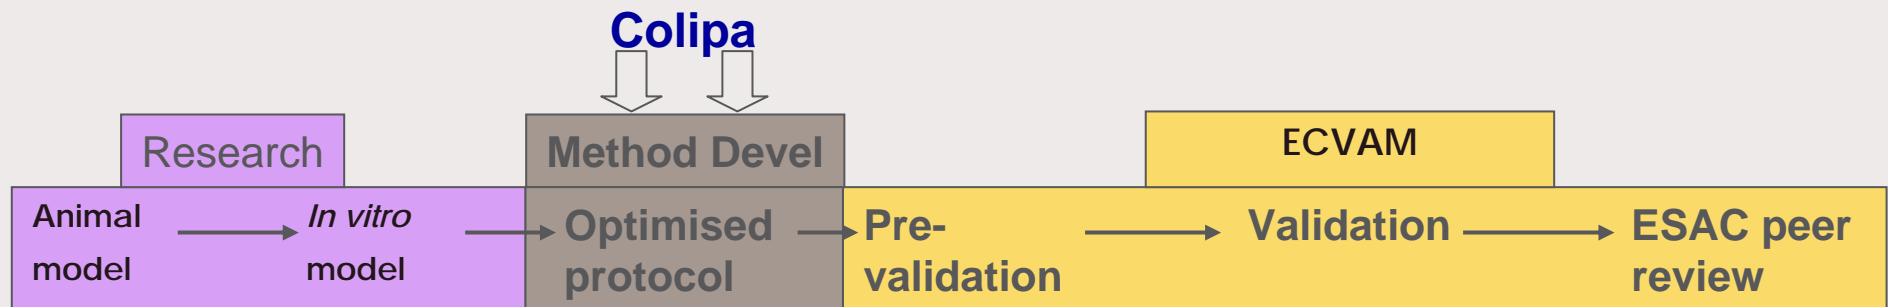 Colipa
Research
Method Devel
ECVAM
Animal
model
In vitro
model
Optimised
protocol
Pre-
validation
Validation
ESAC peer
review